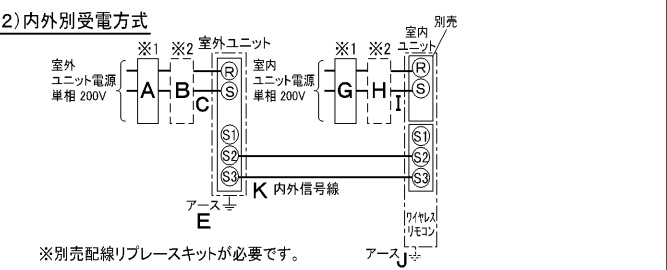 2)内外別受電方式
※1 ※2 室外ユニット
室外
ユニット電源
単相 200V
A
B
C
R
S
S1
S2
S3
アース
E
K 内外信号線
※1 ※2
室内
ユニット
別売
室内
ユニット電源
単相 200V
G
H
I
R
S
S1
S2
S3
ワイヤレス
リモコン
アース
J
※別売配線リプレースキットが必要です。